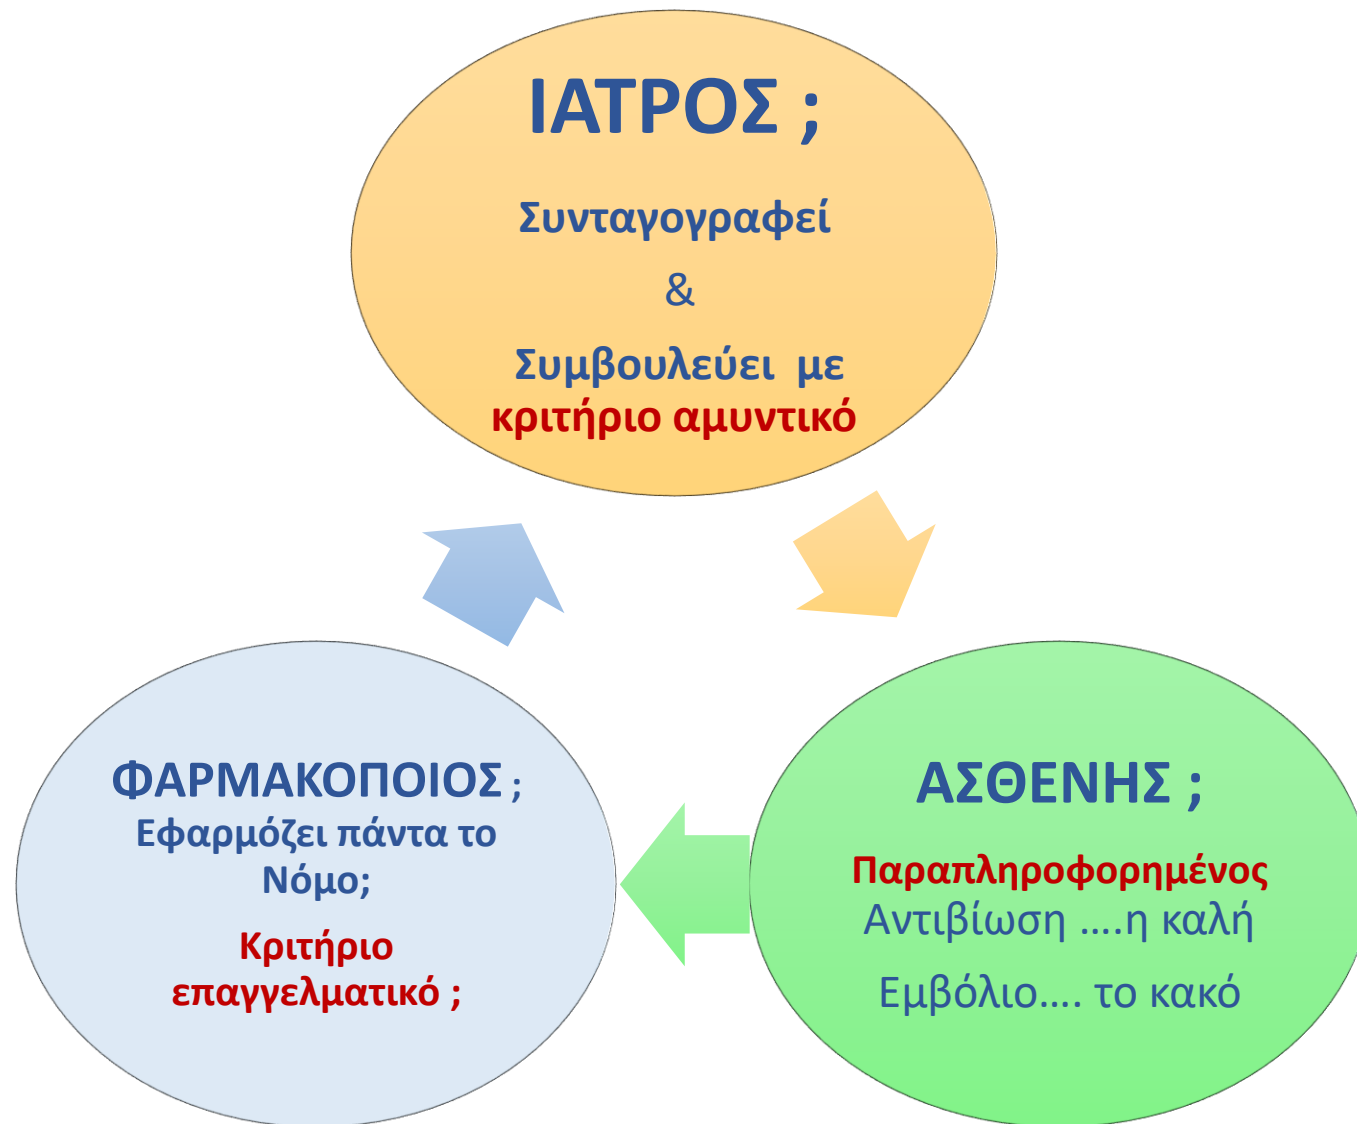 ΙΑΤΡΟΣ ;
Συνταγογραφεί
&
Συμβουλεύει με
κριτήριο αμυντικό
ΦΑΡΜΑΚΟΠΟΙΟΣ ;
Εφαρμόζει πάντα το
Νόμο;
Κριτήριο
επαγγελματικό ;
ΑΣΘΕΝΗΣ ;
Παραπληροφορημένος
Αντιβίωση ....η καλή
Εμβόλιο.... το κακό